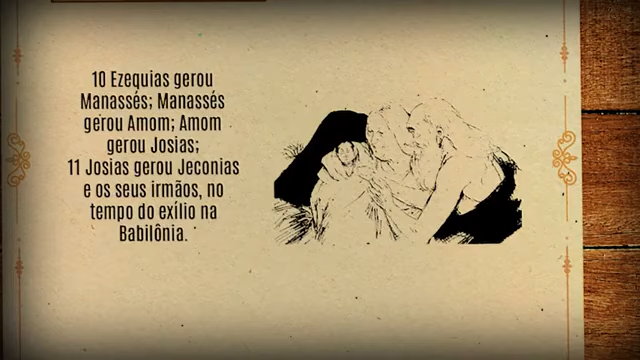 10 Ezequias gerou
Manassés; Manassés
gerou Amom; Amom
gerou Josias;
11 Josias gerou Jeconias
e os seus irmãos, no
tempo do exílio na
Babilônia.